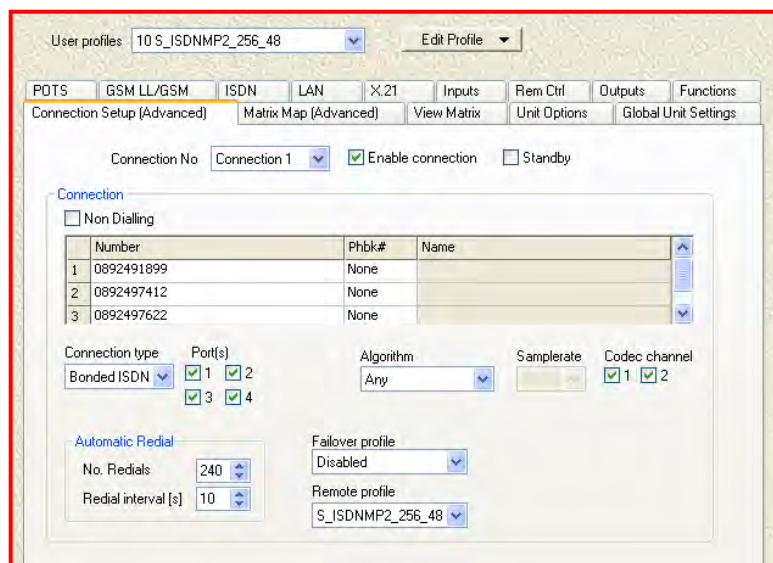 User profiles 10 S_ISDNMP2_256_48 Edit Profile
POTS GSM LL/GSM ISDN LAN X.21 Inputs Rem Ctrl Outputs Functions
Connection Setup (Advanced) Matrix Map (Advanced) View Matrix Unit Options Global Unit Settings
Connection No Connection 1 Enable connection Standby
Connection
Non Dialling
Number Phbk# Name
1 0892491899 None
2 0892497412 None
3 0892497622 None
Connection type Port(s) Algorithm Samplerate Codec channel
Bonded ISDN 1 2 Any 1 2
3 4
Automatic Redial Failover profile
No. Redials 240 Disabled
Redial interval [s] 10 Remote profile
S_ISDNMP2_256_48